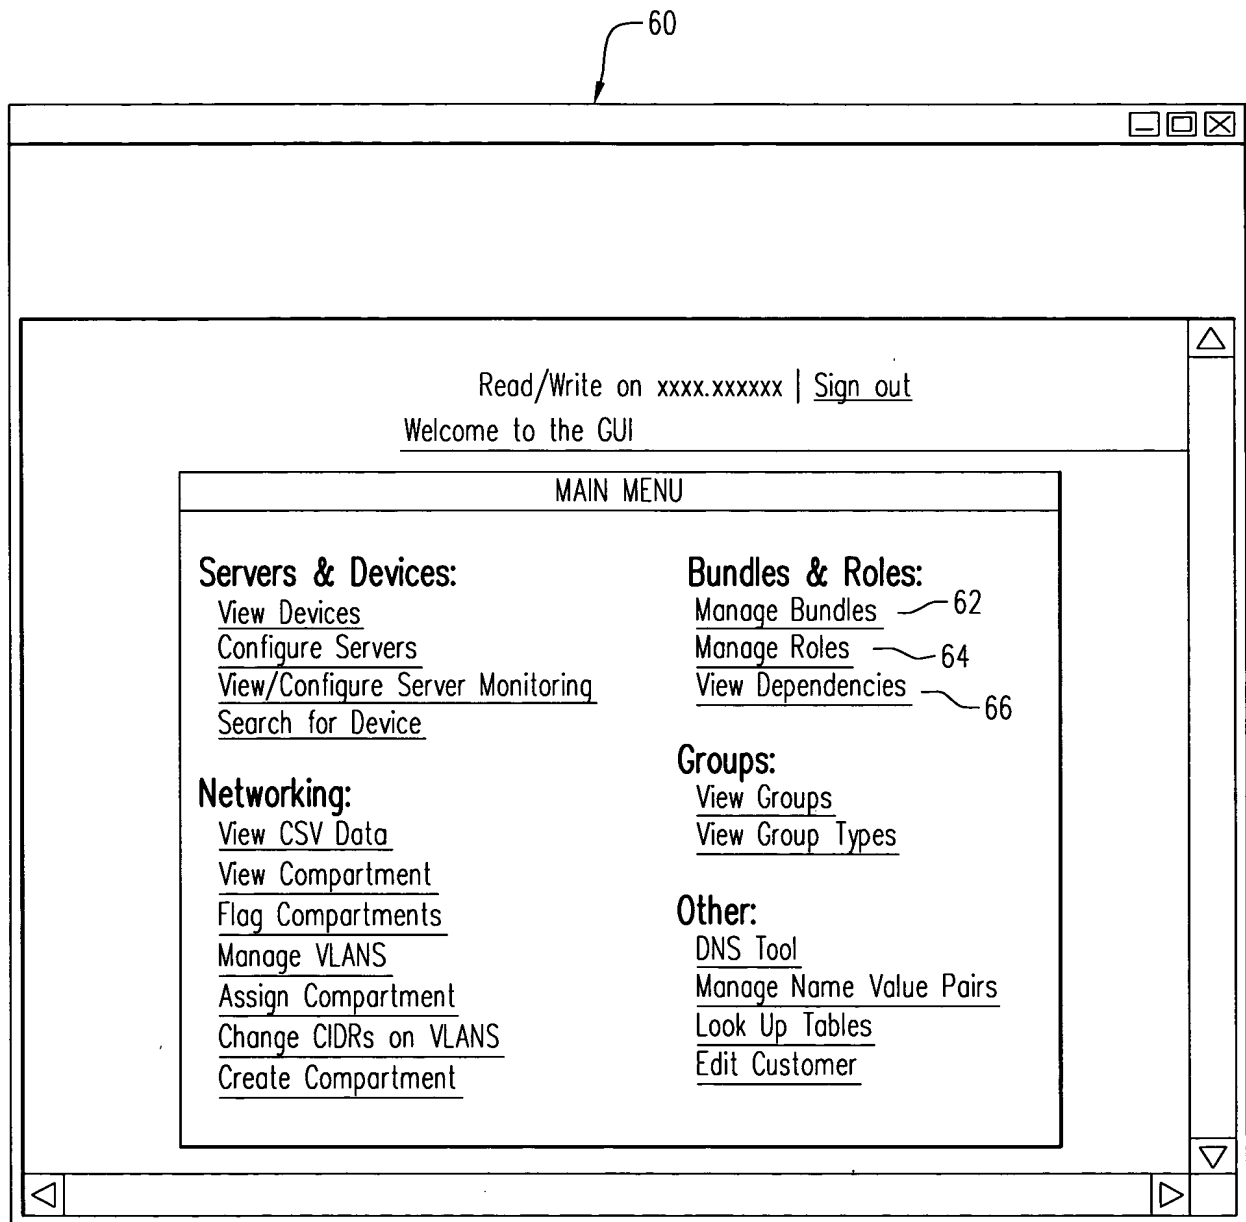 60
Read/Write on xxxx.xxxxxx | Sign out
Welcome to the GUI
MAIN MENU
Servers & Devices:
View Devices
Configure Servers
View/Configure Server Monitoring
Search for Device
Networking:
View CSV Data
View Compartment
Flag Compartments
Manage VLANS
Assign Compartment
Change CIDRs on VLANS
Create Compartment
Bundles & Roles:
Manage Bundles 62
Manage Roles 64
View Dependencies 66
Groups:
View Groups
View Group Types
Other:
DNS Tool
Manage Name Value Pairs
Look Up Tables
Edit Customer